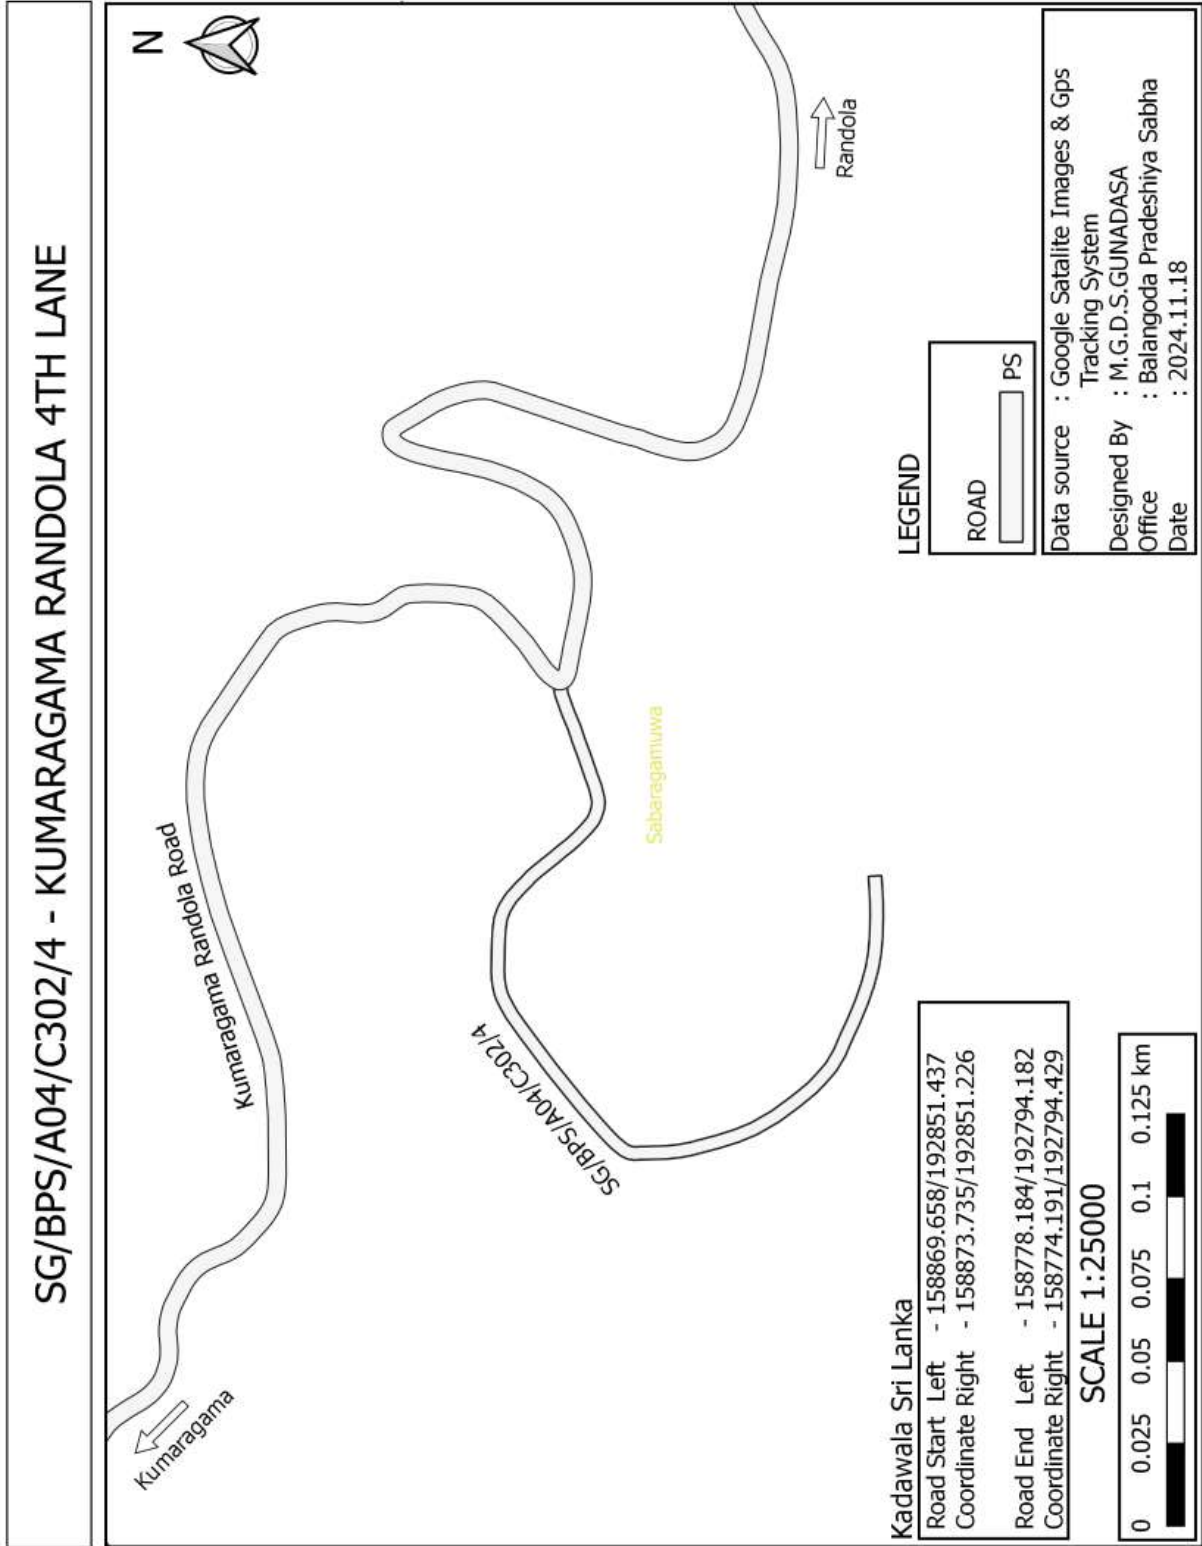 SG/BPS/A04/C302/4 - KUMARAGAMA RANDOLA 4TH LANE
N
Kumaragama
Kumaragama Randola Road
SG/BPS/A04/C302/4
Sabaragamuwa
Randola
Kadawala Sri Lanka
Road Start Left - 158869.658/192851.437
Coordinate Right - 158873.735/192851.226
Road End Left - 158778.184/192794.182
Coordinate Right - 158774.191/192794.429
SCALE 1:25000
0 0.025 0.05 0.075 0.1 0.125 km
LEGEND
ROAD
PS
Data source : Google Satalite Images & Gps
Tracking System
Designed By : M.G.D.S.GUNADASA
Office : Balangoda Pradeshiya Sabha
Date : 2024.11.18